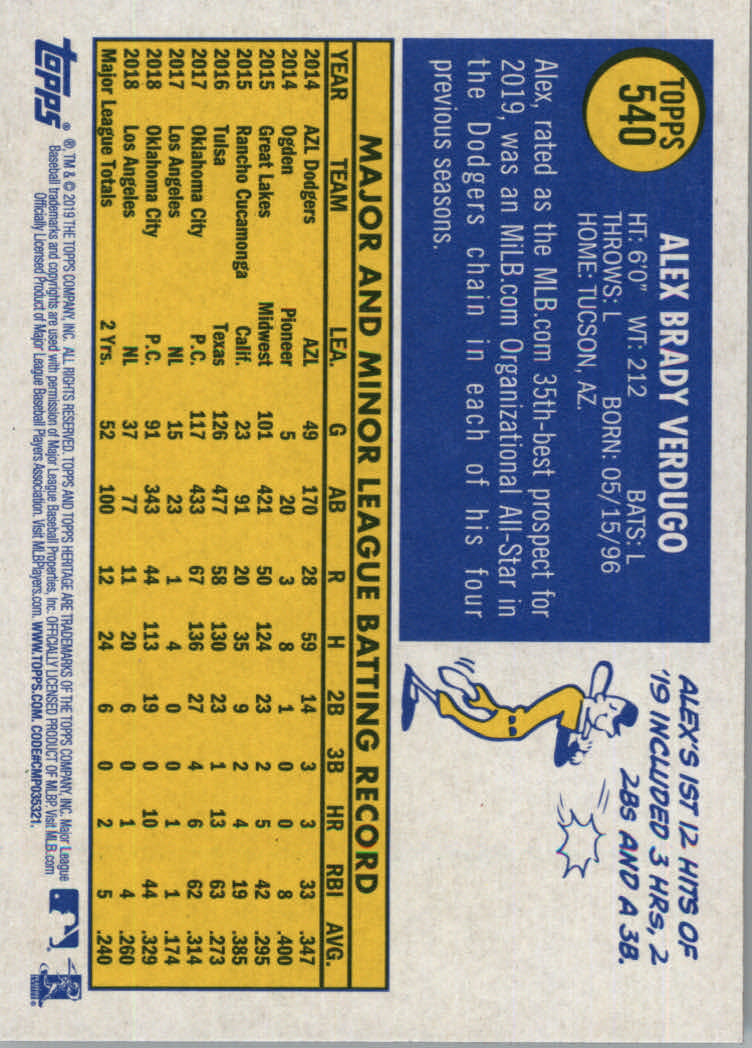 TOPPS
540
ALEX BRADY VERDUGO
HT: 6'0" WT: 212 BATS: L
THROWS: L BORN: 05/15/96
HOME: TUCSON, AZ.
Alex, rated as the MLB.com 35th-best prospect for
2019, was an MiLB.com Organizational All-Star in
the Dodgers chain in each of his four
previous seasons.
ALEX'S 1ST 12 HITS OF
'19 INCLUDED 3 HRS, 2
2BS AND A 3B.
MAJOR AND MINOR LEAGUE BATTING RECORD
YEAR TEAM LEA. G AB R H 2B 3B HR RBI AVG.
2014 AZL Dodgers AZL 49 170 28 59 14 3 3 33 .347
2014 Ogden Pioneer 5 20 3 8 1 0 0 8 .400
2015 Great Lakes Midwest 101 421 50 124 23 2 5 42 .295
2015 Rancho Cucamonga Calif. 23 91 20 35 9 2 4 19 .385
2016 Tulsa Texas 126 477 58 130 23 1 13 63 .273
2017 Oklahoma City P.C. 117 433 67 136 27 4 6 62 .314
2017 Los Angeles NL 15 23 1 4 0 0 1 1 .174
2018 Oklahoma City P.C. 91 343 44 113 19 0 10 44 .329
2018 Los Angeles NL 37 77 11 20 6 0 1 4 .260
Major League Totals 2 Yrs. 52 100 12 24 6 0 2 5 .240
topps®
®, TM & © 2019 THE TOPPS COMPANY, INC. ALL RIGHTS RESERVED. TOPPS AND TOPPS HERITAGE ARE TRADEMARKS OF THE TOPPS COMPANY, INC. Major League
Baseball trademarks and copyrights are used with permission of Major League Baseball Properties, Inc. OFFICIALLY LICENSED PRODUCT OF MLBP. Visit MLB.com
Officially Licensed Product of Major League Baseball Players Association. Visit MLBPlayers.com. WWW.TOPPS.COM. CODE#CMP035321.